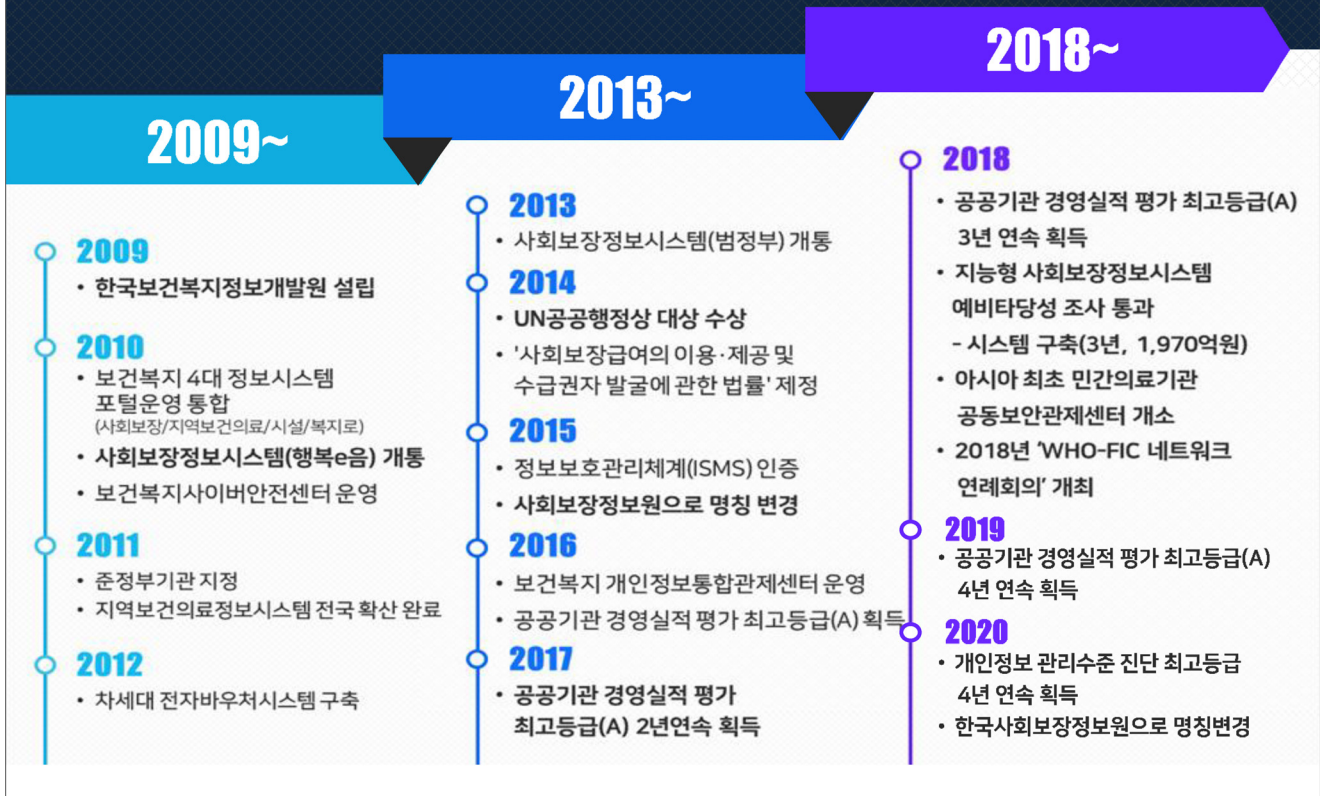 2009~
2009
• 한국보건복지정보개발원 설립
2010
• 보건복지 4대 정보시스템
포털운영 통합
(사회보장/지역보건의료/시설/복지로)
• 사회보장정보시스템(행복e음) 개통
• 보건복지사이버안전센터 운영
2011
• 준정부기관 지정
• 지역보건의료정보시스템 전국 확산 완료
2012
• 차세대 전자바우처시스템 구축
2013~
2013
• 사회보장정보시스템(범정부) 개통
2014
• UN공공행정상 대상 수상
• '사회보장급여의 이용·제공 및
수급권자 발굴에 관한 법률' 제정
2015
• 정보보호관리체계(ISMS) 인증
• 사회보장정보원으로 명칭 변경
2016
• 보건복지 개인정보통합관제센터 운영
• 공공기관 경영실적 평가 최고등급(A) 획득
2017
• 공공기관 경영실적 평가
최고등급(A) 2년연속 획득
2018~
2018
• 공공기관 경영실적 평가 최고등급(A)
3년 연속 획득
• 지능형 사회보장정보시스템
예비타당성 조사 통과
- 시스템 구축(3년, 1,970억원)
• 아시아 최초 민간의료기관
공동보안관제센터 개소
• 2018년 ‘WHO-FIC 네트워크
연례회의’ 개최
2019
• 공공기관 경영실적 평가 최고등급(A)
4년 연속 획득
2020
• 개인정보 관리수준 진단 최고등급
4년 연속 획득
• 한국사회보장정보원으로 명칭변경